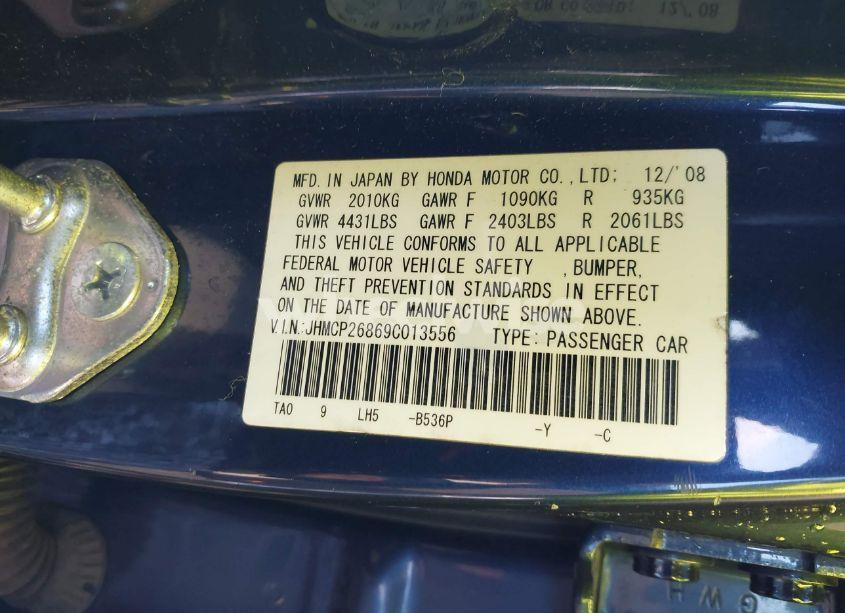 MFD. IN JAPAN BY HONDA MOTOR CO.,LTD: 12/'08
GVWR 2010KG GAWR F 1090KG R 935KG
GVWR 4431LBS GAWR F 2403LBS R 2061LBS
THIS VEHICLE CONFORMS TO ALL APPLICABLE
FEDERAL MOTOR VEHICLE SAFETY ,BUMPER,
AND THEFT PREVENTION STANDARDS IN EFFECT
ON THE DATE OF MANUFACTURE SHOWN ABOVE.
V.I.N.:JHMCP26869C013556 TYPE: PASSENGER CAR
TAO 9 LH5 -B536P -Y -C
G W H